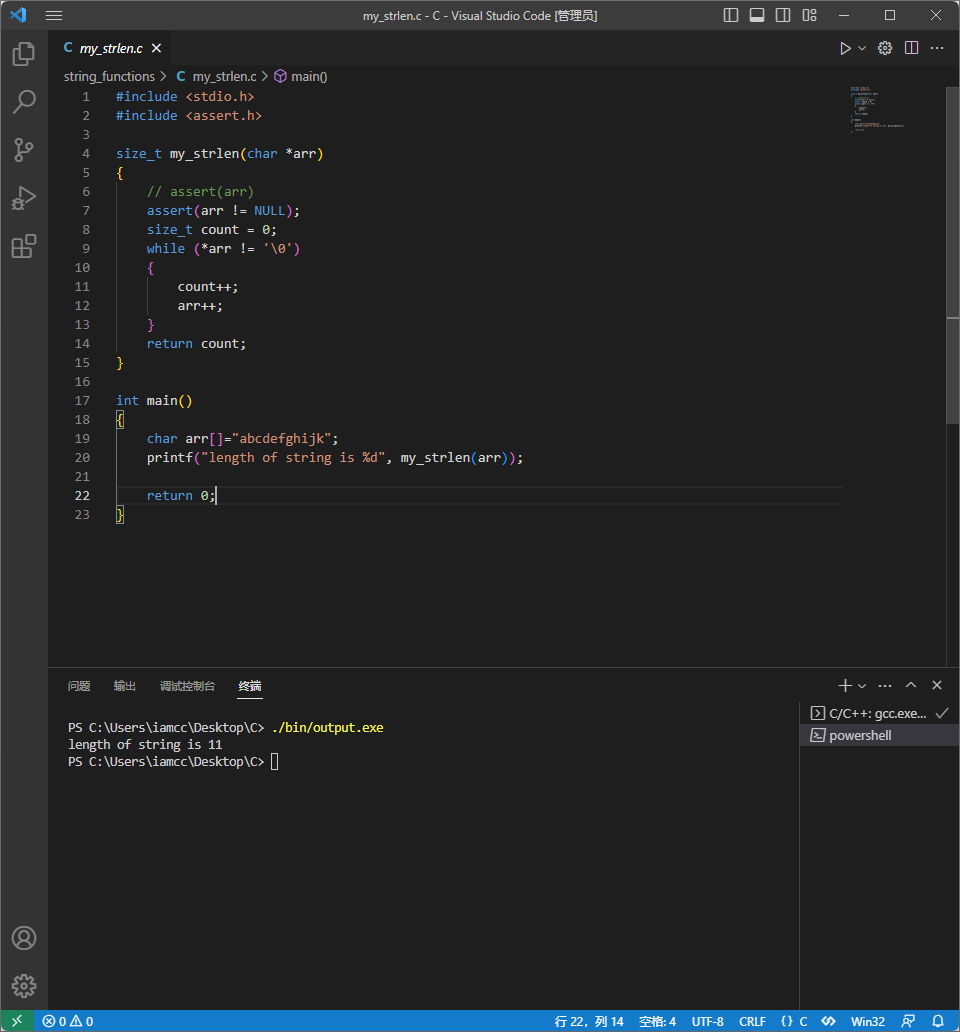 my_strlen.c - C - Visual Studio Code [管理员]
C my_strlen.c
string_functions > C my_strlen.c > main()
1 #include <stdio.h>
2 #include <assert.h>
3
4 size_t my_strlen(char *arr)
5 {
6     // assert(arr)
7     assert(arr != NULL);
8     size_t count = 0;
9     while (*arr != '\0')
10     {
11         count++;
12         arr++;
13     }
14     return count;
15 }
16
17 int main()
18 {
19     char arr[]="abcdefghijk";
20     printf("length of string is %d", my_strlen(arr));
21
22     return 0;
23 }
问题 输出 调试控制台 终端
PS C:\Users\iamcc\Desktop\C> ./bin/output.exe
length of string is 11
PS C:\Users\iamcc\Desktop\C>
C/C++: gcc.exe...
powershell
0 0 行 22，列 14 空格: 4 UTF-8 CRLF {} C Win32